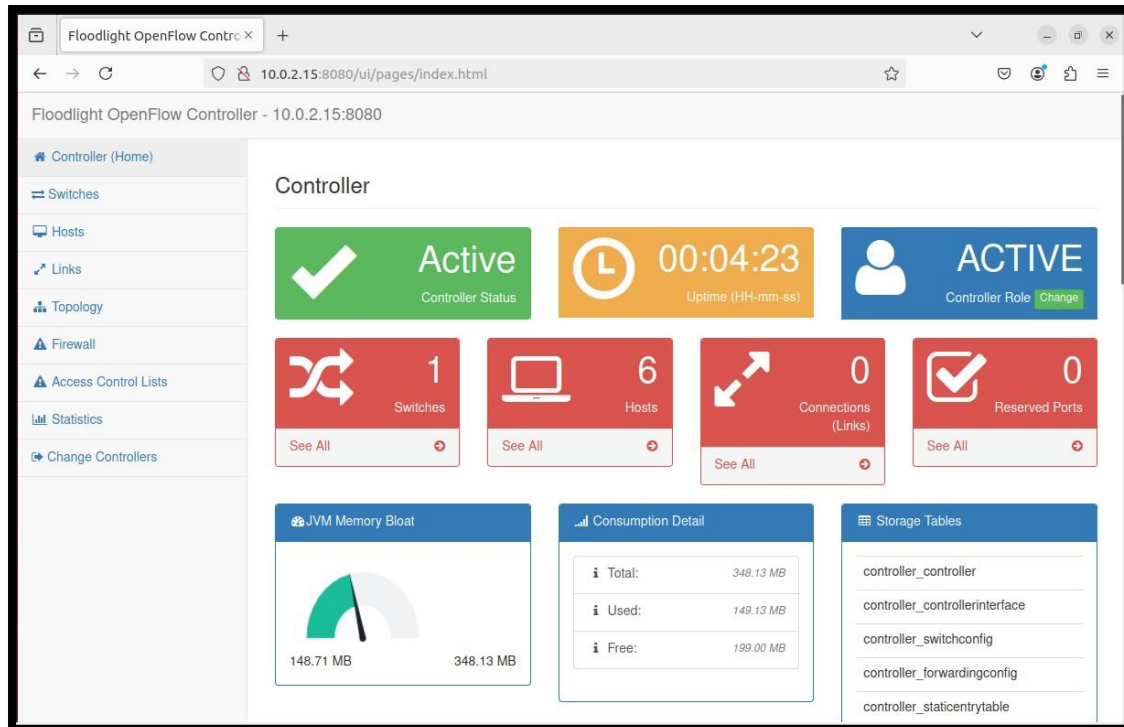 Floodlight OpenFlow Contro
10.0.2.15:8080/ui/pages/index.html
Floodlight OpenFlow Controller - 10.0.2.15:8080
Controller (Home)
Switches
Hosts
Links
Topology
Firewall
Access Control Lists
Statistics
Change Controllers
Controller
Active
Controller Status
00:04:23
Uptime (HH-mm-ss)
ACTIVE
Controller Role Change
1
Switches
See All
6
Hosts
See All
0
Connections
(Links)
See All
0
Reserved Ports
See All
JVM Memory Bloat
148.71 MB 348.13 MB
Consumption Detail
Total: 348.13 MB
Used: 149.13 MB
Free: 199.00 MB
Storage Tables
controller_controller
controller_controllerinterface
controller_switchconfig
controller_forwardingconfig
controller_staticentrytable